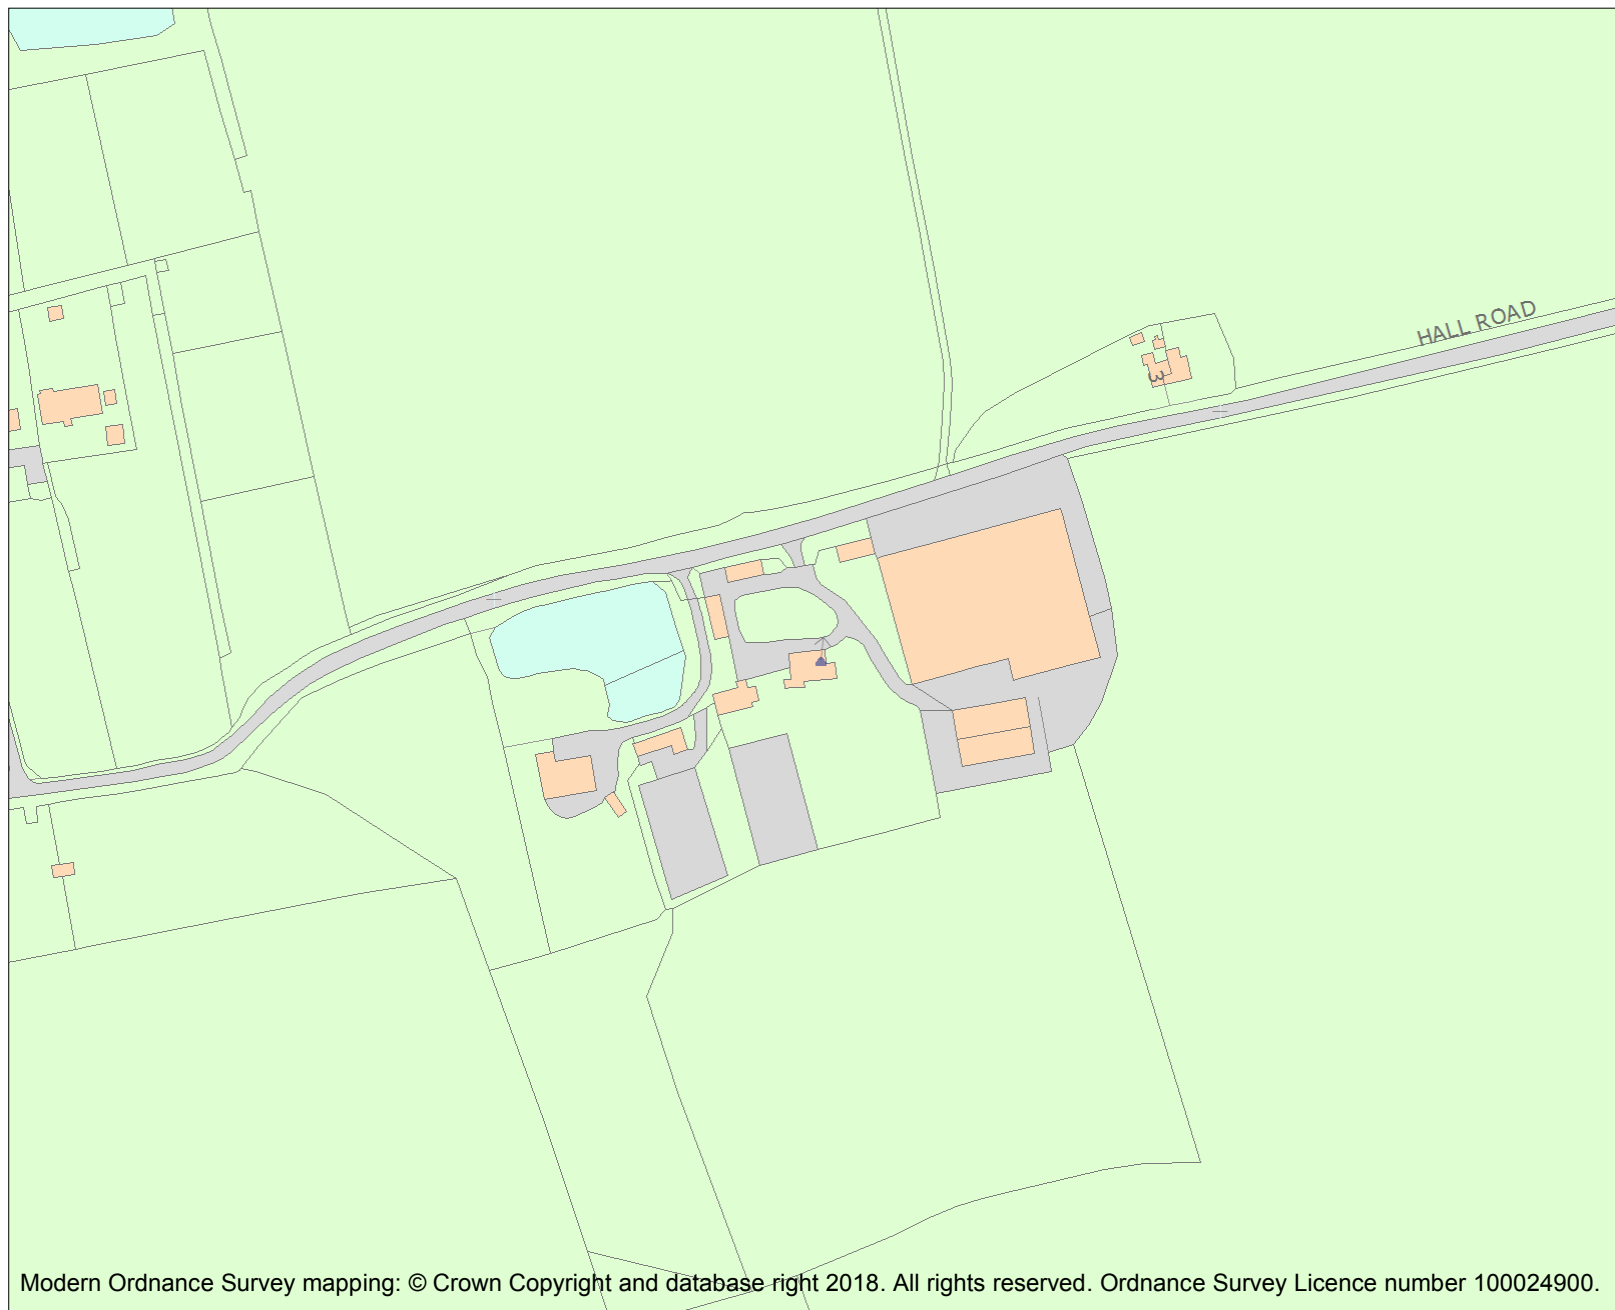 HALL ROAD
3
Modern Ordnance Survey mapping: © Crown Copyright and database right 2018. All rights reserved. Ordnance Survey Licence number 100024900.